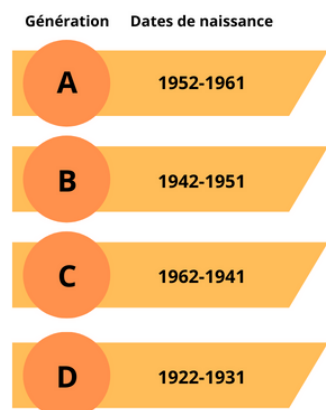 Génération Dates de naissance
A 1952-1961
B 1942-1951
C 1962-1941
D 1922-1931